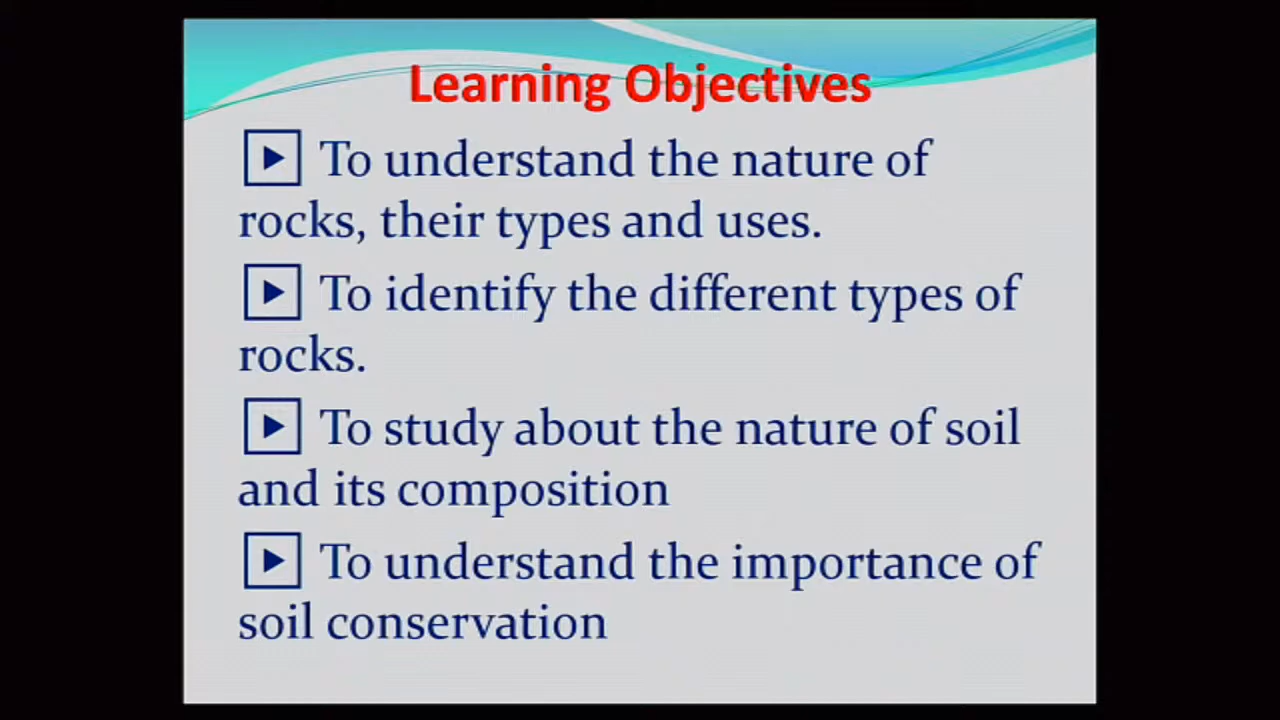 Learning Objectives
▶ To understand the nature of
rocks, their types and uses.
▶ To identify the different types of
rocks.
▶ To study about the nature of soil
and its composition
▶ To understand the importance of
soil conservation